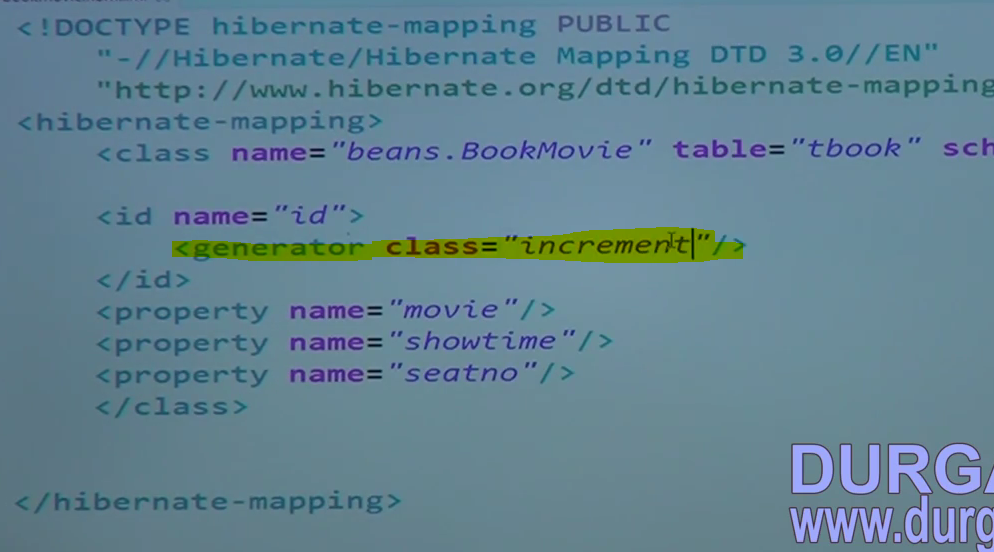 <!DOCTYPE hibernate-mapping PUBLIC
"-//Hibernate/Hibernate Mapping DTD 3.0//EN"
"http://www.hibernate.org/dtd/hibernate-mapping
<hibernate-mapping>
<class name="beans.BookMovie" table="tbook" sch
<id name="id">
<generator class="increment"/>
</id>
<property name="movie"/>
<property name="showtime"/>
<property name="seatno"/>
</class>
</hibernate-mapping>
DURGA
www.durg